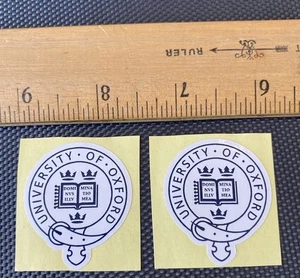 RULER
6 7 8 9
UNIVERSITY · OF · OXFORD
DOMI MINA
NVS TIO
ILLV MEA
UNIVERSITY · OF · OXFORD
DOMI MINA
NVS TIO
ILLV MEA